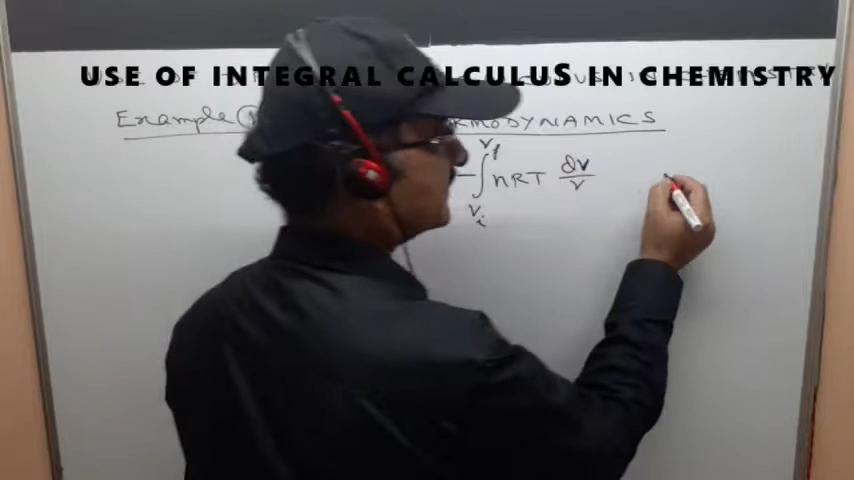 USE OF INTEGRAL CALCULUS IN CHEMISTRY
Example RMODYNAMICS
- ∫ Vf Vi nRT dv/v